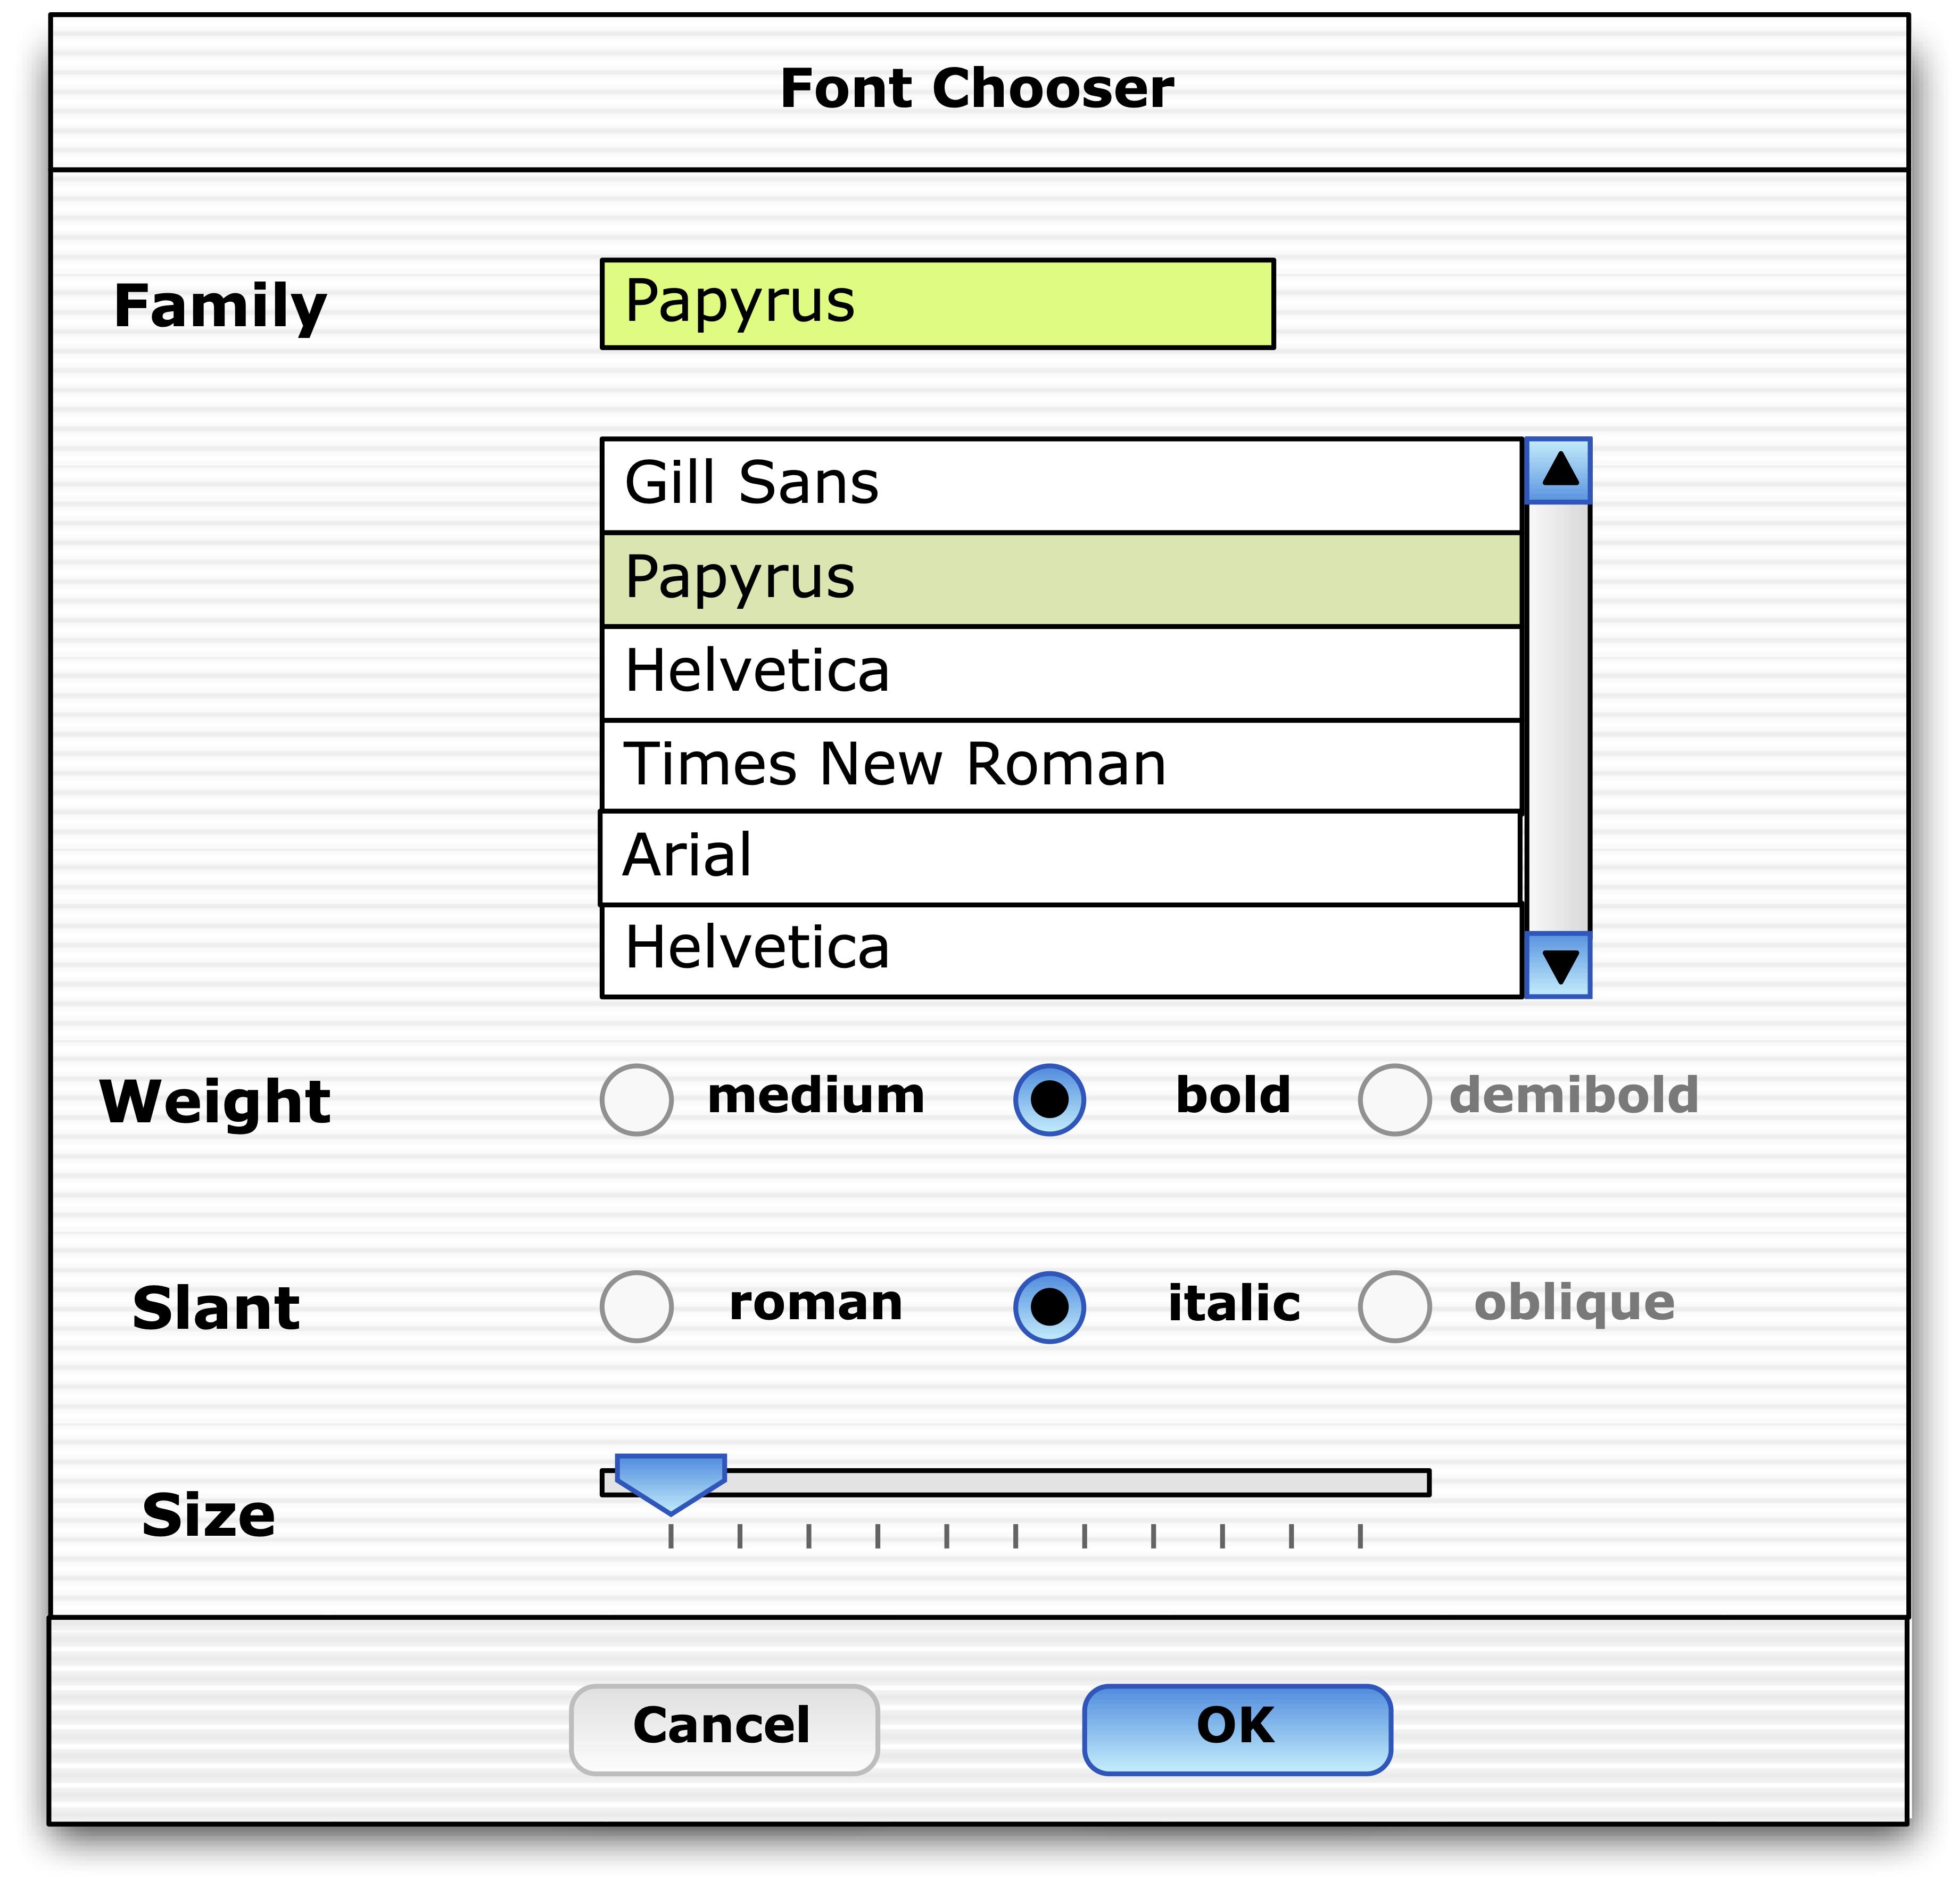 Font Chooser
Family
Papyrus
Gill Sans
Papyrus
Helvetica
Times New Roman
Arial
Helvetica
Weight medium bold demibold
Slant roman italic oblique
Size
Cancel OK